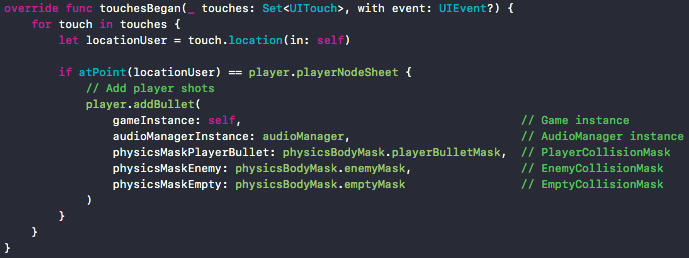 override func touchesBegan(_ touches: Set<UITouch>, with event: UIEvent?) {
    for touch in touches {
        let locationUser = touch.location(in: self)

        if atPoint(locationUser) == player.playerNodeSheet {
            // Add player shots
            player.addBullet(
                gameInstance: self,                                         // Game instance
                audioManagerInstance: audioManager,                         // AudioManager instance
                physicsMaskPlayerBullet: physicsBodyMask.playerBulletMask,  // PlayerCollisionMask
                physicsMaskEnemy: physicsBodyMask.enemyMask,                // EnemyCollisionMask
                physicsMaskEmpty: physicsBodyMask.emptyMask                 // EmptyCollisionMask
            )
        }
    }
}